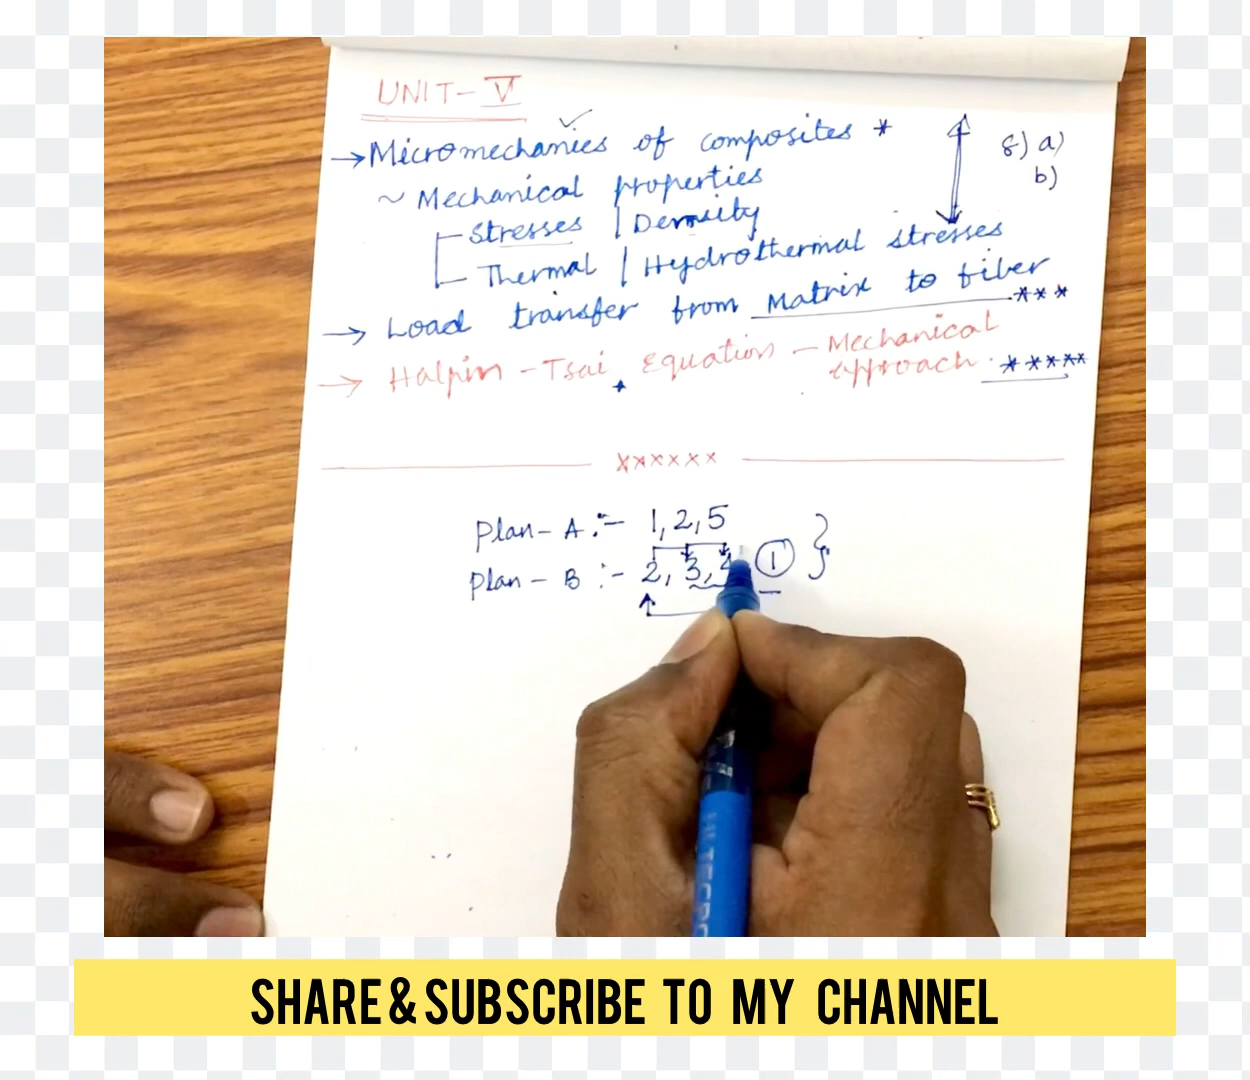 UNIT-V
→ Micromechanics of composites *
8) a)
b)
~ Mechanical properties
Stresses | Density
Thermal | Hydrothermal stresses
→ Load transfer from Matrix to fiber ***
→ Halpin-Tsai Equation - Mechanical
approach. *****
xxxxxx
Plan-A :- 1,2,5
Plan-B :- 2,3,4 1
SHARE & SUBSCRIBE TO MY CHANNEL